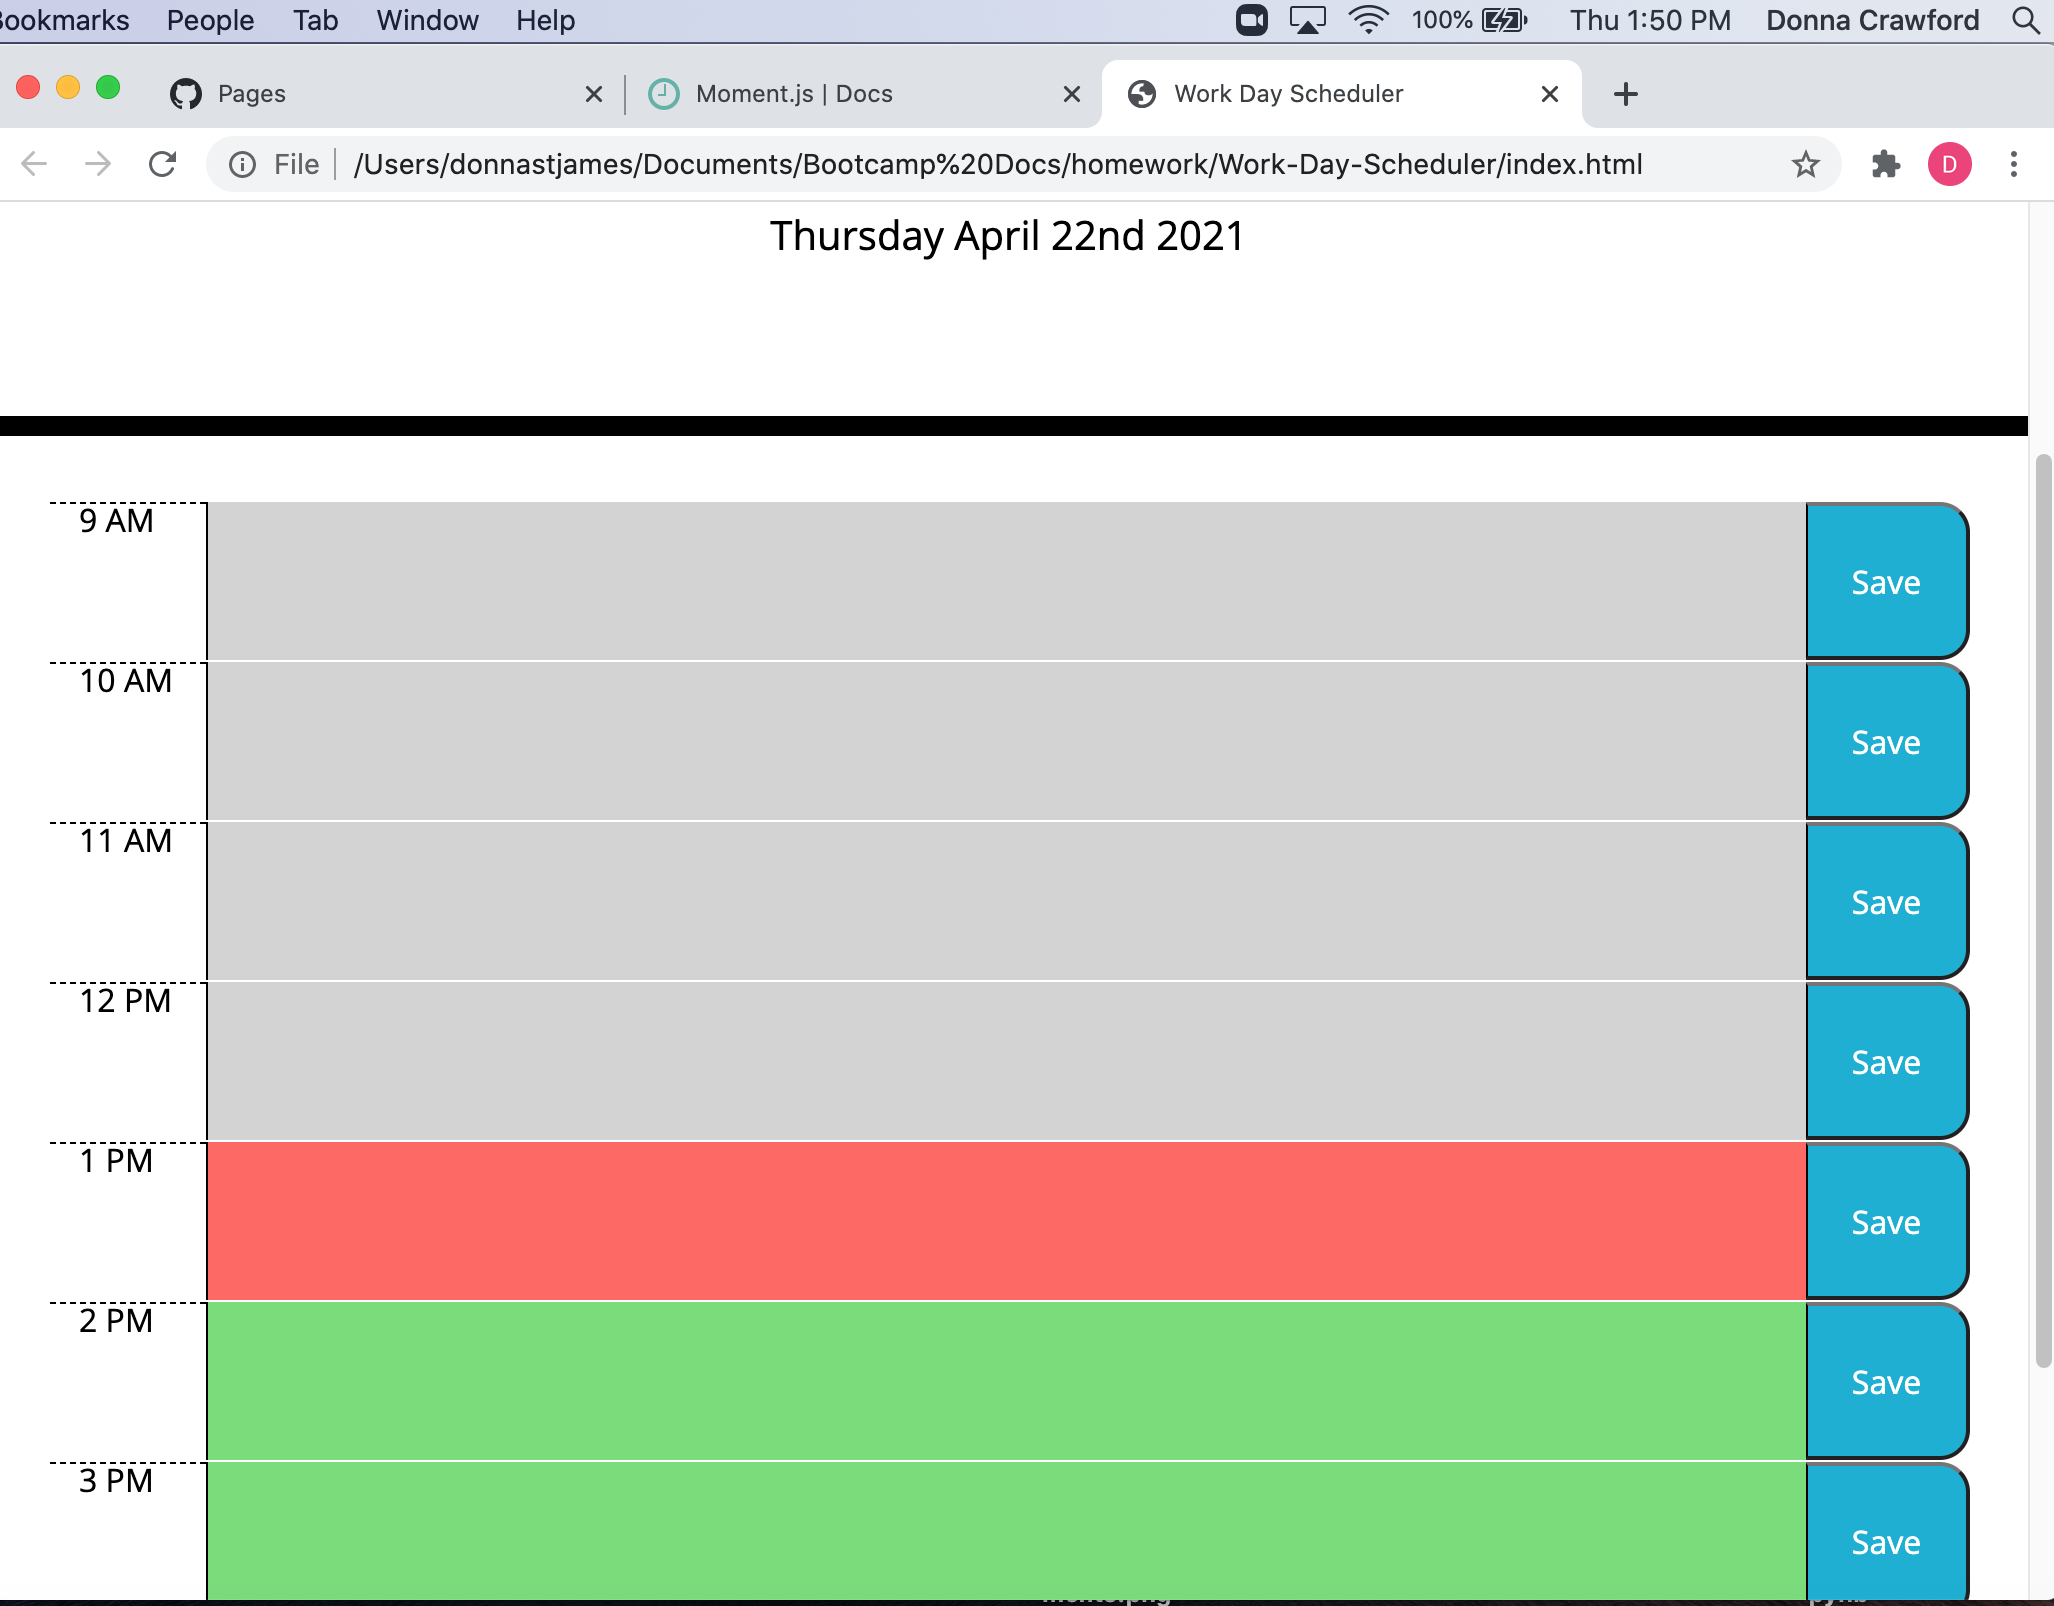 ookmarks People Tab Window Help 100% Thu 1:50 PM Donna Crawford
Pages Moment.js | Docs Work Day Scheduler
File /Users/donnastjames/Documents/Bootcamp%20Docs/homework/Work-Day-Scheduler/index.html D
Thursday April 22nd 2021
9 AM
Save
10 AM
Save
11 AM
Save
12 PM
Save
1 PM
Save
2 PM
Save
3 PM
Save